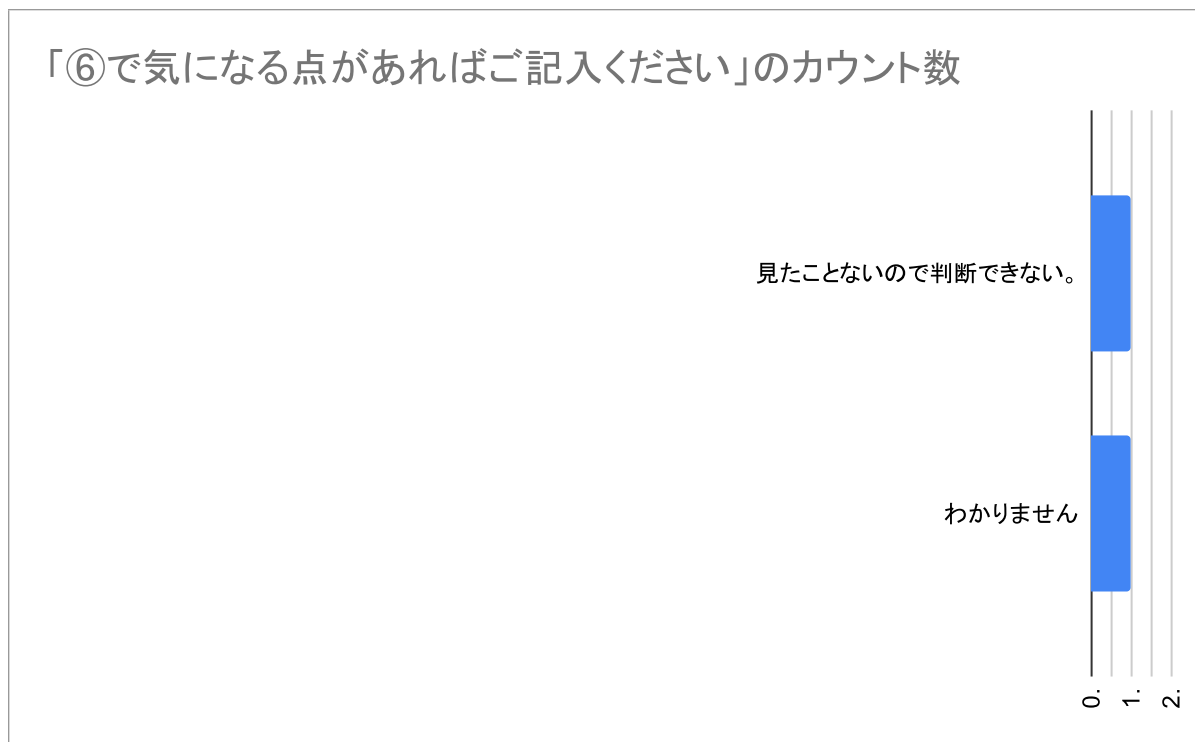 「⑥で気になる点があればご記入ください」のカウント数
見たことないので判断できない。
わかりません
0.
1.
2.